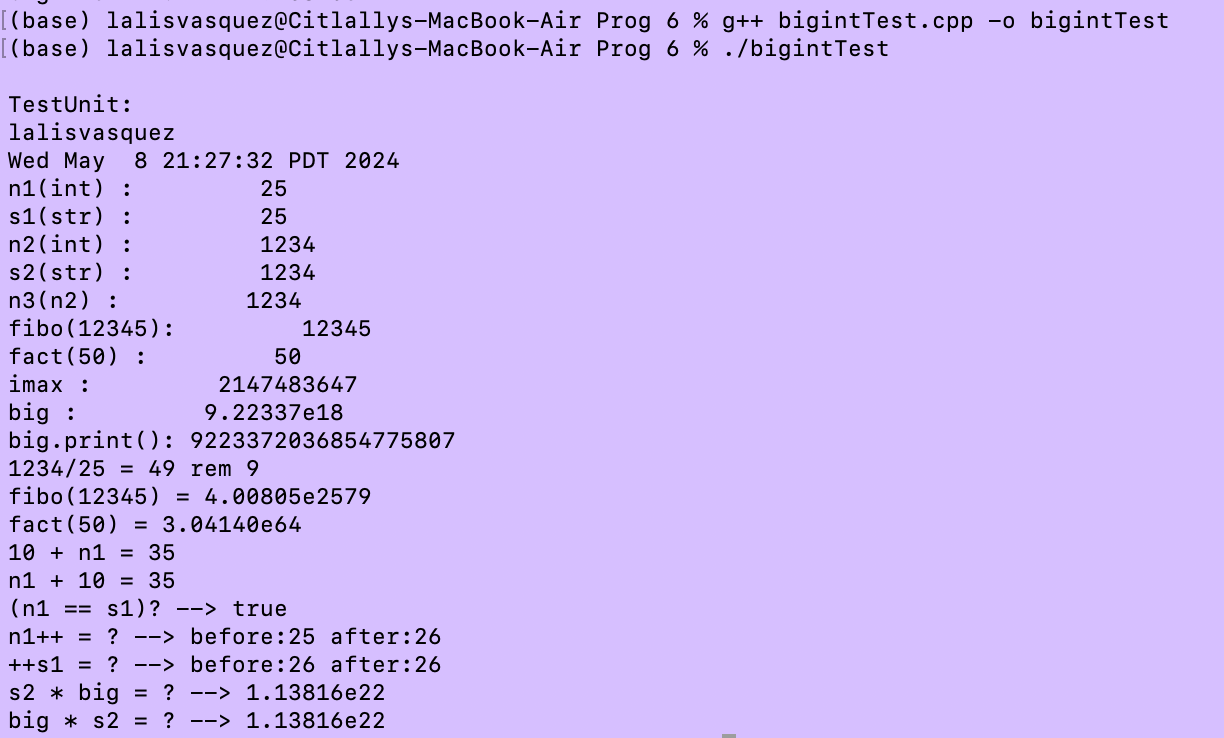 [(base) lalisvasquez@Citlallys-MacBook-Air Prog 6 % g++ bigintTest.cpp -o bigintTest
[(base) lalisvasquez@Citlallys-MacBook-Air Prog 6 % ./bigintTest
TestUnit:
lalisvasquez
Wed May  8 21:27:32 PDT 2024
n1(int) :         25
s1(str) :         25
n2(int) :         1234
s2(str) :         1234
n3(n2) :         1234
fibo(12345):         12345
fact(50) :         50
imax :         2147483647
big :         9.22337e18
big.print(): 9223372036854775807
1234/25 = 49 rem 9
fibo(12345) = 4.00805e2579
fact(50) = 3.04140e64
10 + n1 = 35
n1 + 10 = 35
(n1 == s1)? --> true
n1++ = ? --> before:25 after:26
++s1 = ? --> before:26 after:26
s2 * big = ? --> 1.13816e22
big * s2 = ? --> 1.13816e22